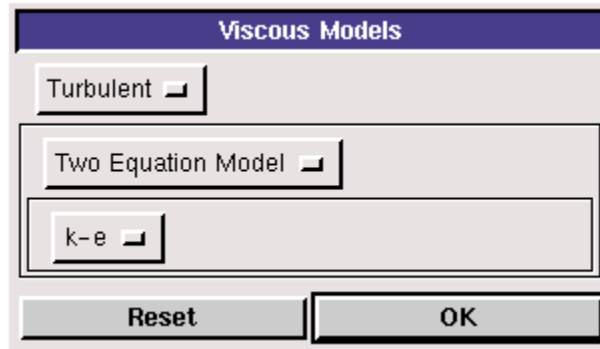 Viscous Models
Turbulent
Two Equation Model
k-e
Reset OK